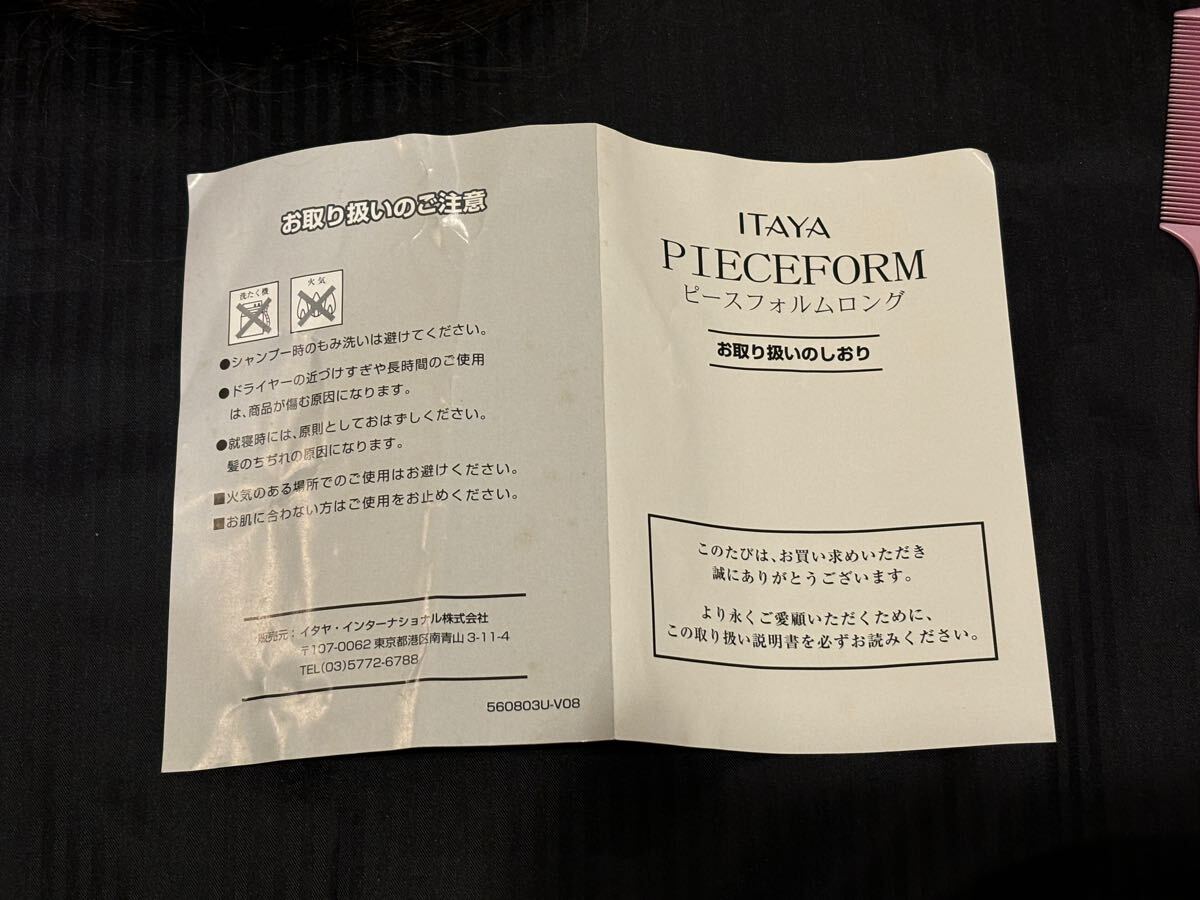 お取り扱いのご注意
洗たく機
火気
●シャンプー時のもみ洗いは避けてください。
●ドライヤーの近づけすぎや長時間のご使用
は、商品が傷む原因になります。
●就寝時には、原則としておはずしください。
髪のちぢれの原因になります。
■火気のある場所でのご使用はお避けください。
■お肌に合わない方はご使用をお止めください。
販売元：イタヤ・インターナショナル株式会社
〒107-0062 東京都港区南青山 3-11-4
TEL(03)5772-6788
560803U-V08
ITAYA
PIECEFORM
ピースフォルムロング
お取り扱いのしおり
このたびは、お買い求めいただき
誠にありがとうございます。
より永くご愛顧いただくために、
この取り扱い説明書を必ずお読みください。